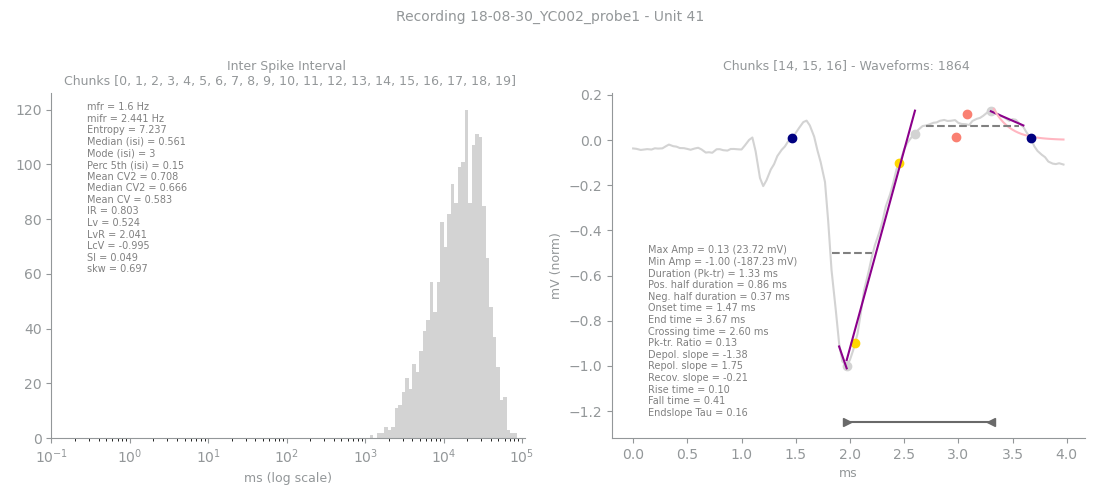 Recording 18-08-30_YC002_probe1 - Unit 41
Inter Spike Interval
Chunks [0, 1, 2, 3, 4, 5, 6, 7, 8, 9, 10, 11, 12, 13, 14, 15, 16, 17, 18, 19]
mfr = 1.6 Hz
mifr = 2.441 Hz
Entropy = 7.237
Median (isi) = 0.561
Mode (isi) = 3
Perc 5th (isi) = 0.15
Mean CV2 = 0.708
Median CV2 = 0.666
Mean CV = 0.583
IR = 0.803
Lv = 0.524
LvR = 2.041
LcV = -0.995
SI = 0.049
skw = 0.697
120
100
80
60
40
20
0
10⁻¹ 10⁰ 10¹ 10² 10³ 10⁴ 10⁵
ms (log scale)
Chunks [14, 15, 16] - Waveforms: 1864
mV (norm)
0.2
0.0
−0.2
−0.4
−0.6
−0.8
−1.0
−1.2
Max Amp = 0.13 (23.72 mV)
Min Amp = -1.00 (-187.23 mV)
Duration (Pk-tr) = 1.33 ms
Pos. half duration = 0.86 ms
Neg. half duration = 0.37 ms
Onset time = 1.47 ms
End time = 3.67 ms
Crossing time = 2.60 ms
Pk-tr. Ratio = 0.13
Depol. slope = -1.38
Repol. slope = 1.75
Recov. slope = -0.21
Rise time = 0.10
Fall time = 0.41
Endslope Tau = 0.16
0.0 0.5 1.0 1.5 2.0 2.5 3.0 3.5 4.0
ms